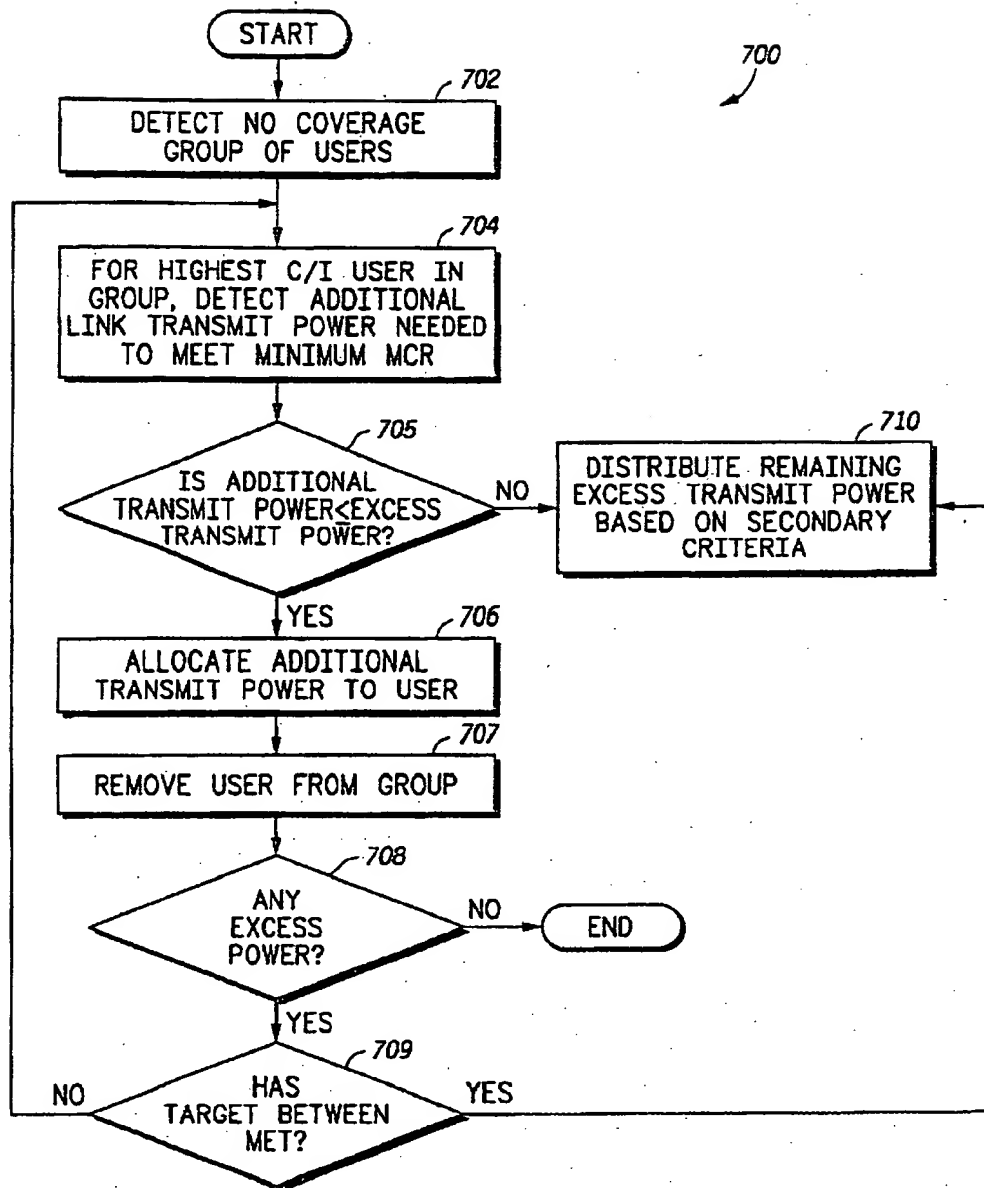 START
700
702
DETECT NO COVERAGE
GROUP OF USERS
704
FOR HIGHEST C/I USER IN
GROUP, DETECT ADDITIONAL
LINK TRANSMIT POWER NEEDED
TO MEET MINIMUM MCR
705
IS ADDITIONAL
TRANSMIT POWER≤EXCESS
TRANSMIT POWER?
NO
710
DISTRIBUTE REMAINING
EXCESS TRANSMIT POWER
BASED ON SECONDARY
CRITERIA
YES
706
ALLOCATE ADDITIONAL
TRANSMIT POWER TO USER
707
REMOVE USER FROM GROUP
708
ANY
EXCESS
POWER?
NO
END
YES
709
NO
HAS
TARGET BETWEEN
MET?
YES